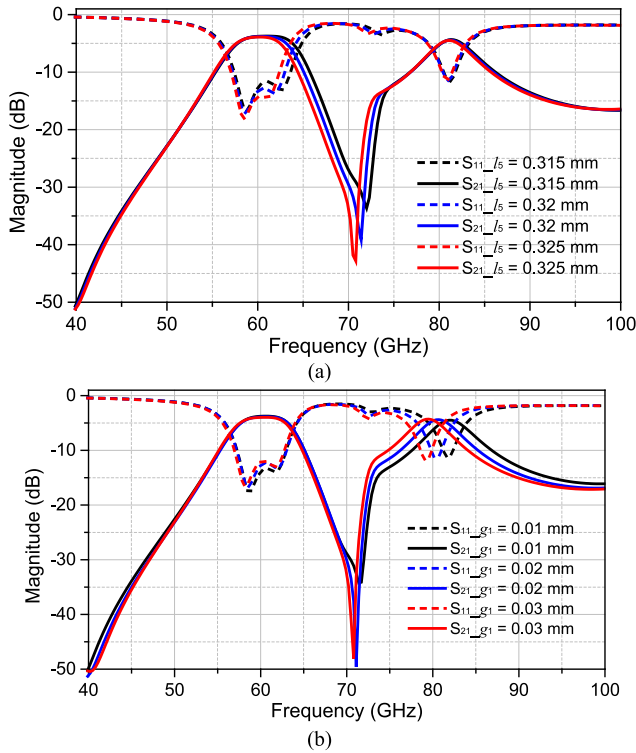 0
-10
-20
-30
-40
-50
Magnitude (dB)
S₁₁_l₅ = 0.315 mm
S₂₁_l₅ = 0.315 mm
S₁₁_l₅ = 0.32 mm
S₂₁_l₅ = 0.32 mm
S₁₁_l₅ = 0.325 mm
S₂₁_l₅ = 0.325 mm
40 50 60 70 80 90 100
Frequency (GHz)
(a)
0
-10
-20
-30
-40
-50
Magnitude (dB)
S₁₁_g₁ = 0.01 mm
S₂₁_g₁ = 0.01 mm
S₁₁_g₁ = 0.02 mm
S₂₁_g₁ = 0.02 mm
S₁₁_g₁ = 0.03 mm
S₂₁_g₁ = 0.03 mm
40 50 60 70 80 90 100
Frequency (GHz)
(b)